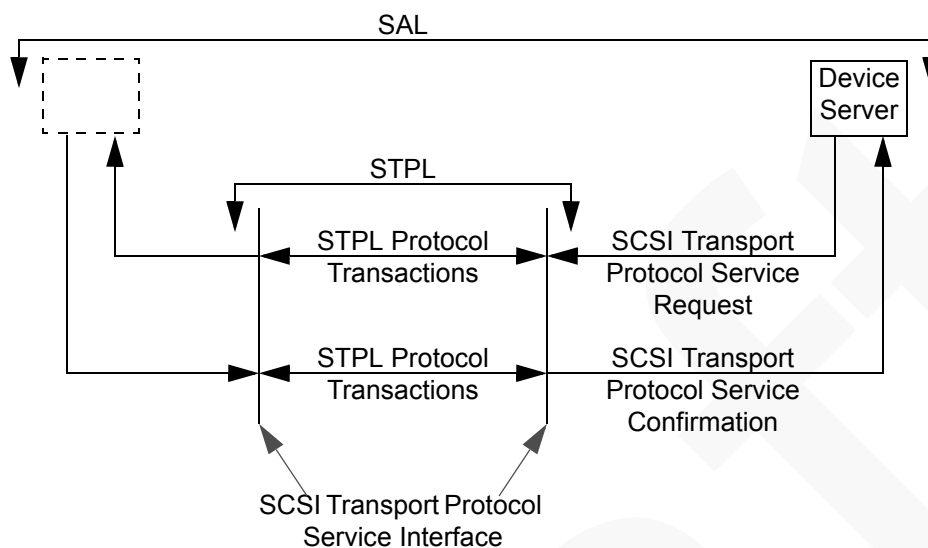 SAL
Device
Server
STPL
STPL Protocol
Transactions
SCSI Transport
Protocol Service
Request
STPL Protocol
Transactions
SCSI Transport
Protocol Service
Confirmation
SCSI Transport Protocol
Service Interface